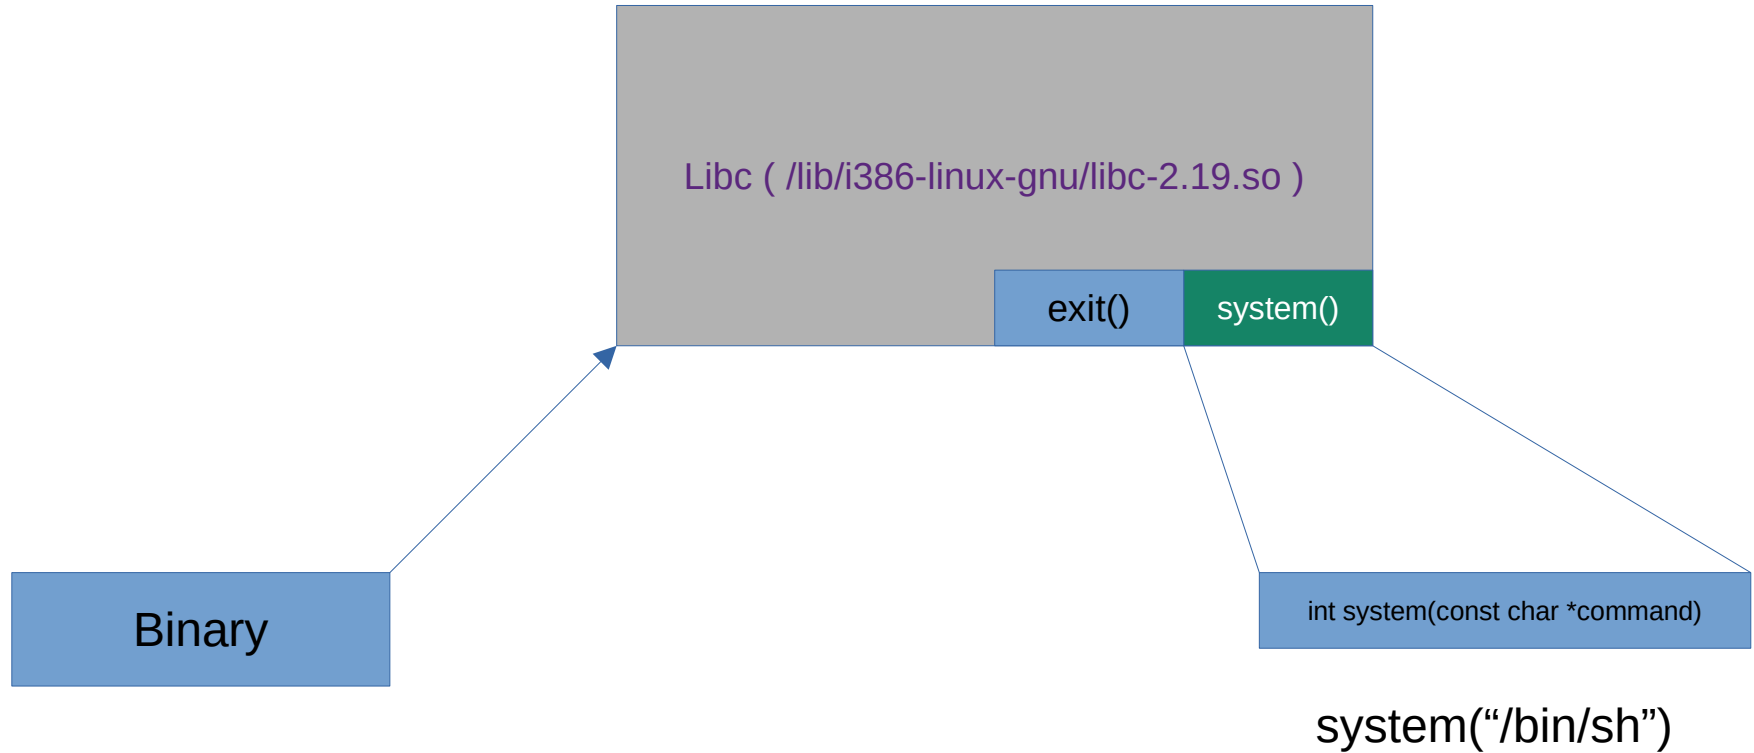 Libc ( /lib/i386-linux-gnu/libc-2.19.so )
exit()
system()
Binary
int system(const char *command)
system(“/bin/sh”)